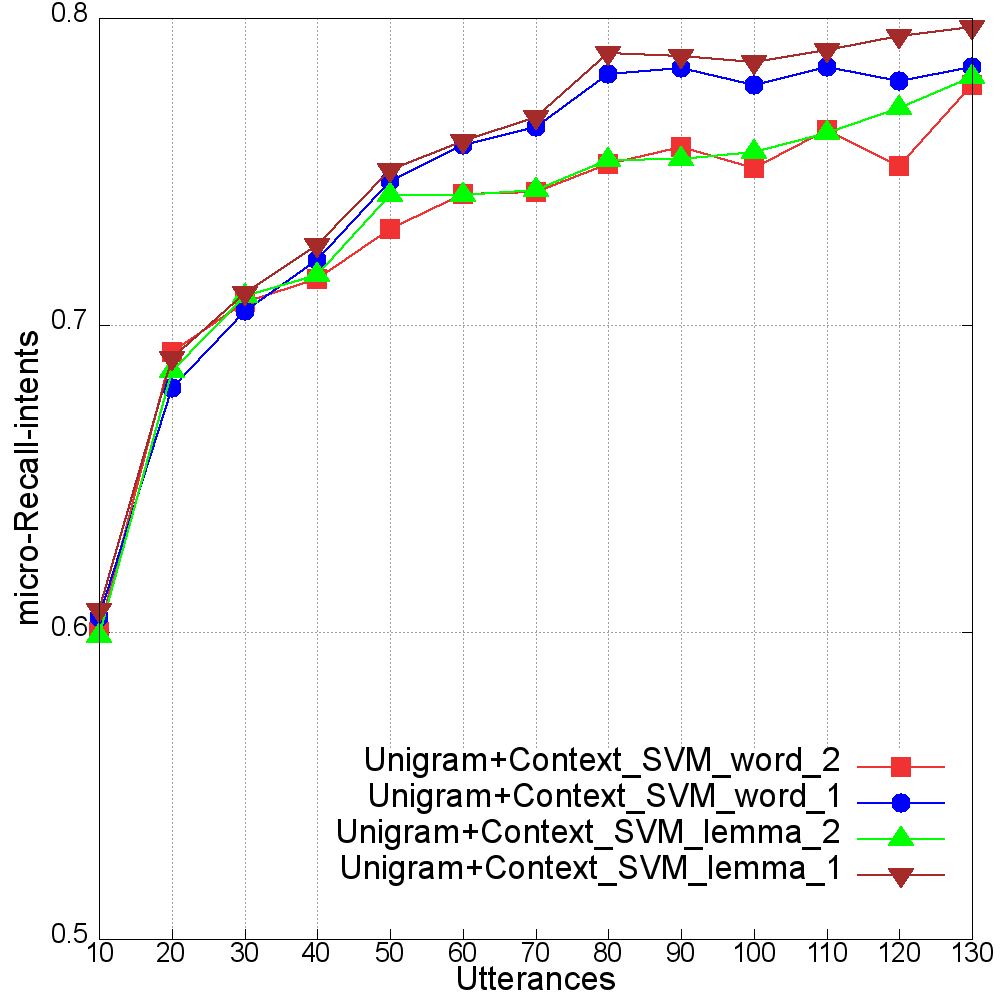 0.8
0.7
0.6
0.5
micro-Recall-intents
Unigram+Context_SVM_word_2
Unigram+Context_SVM_word_1
Unigram+Context_SVM_lemma_2
Unigram+Context_SVM_lemma_1
10 20 30 40 50 60 70 80 90 100 110 120 130
Utterances